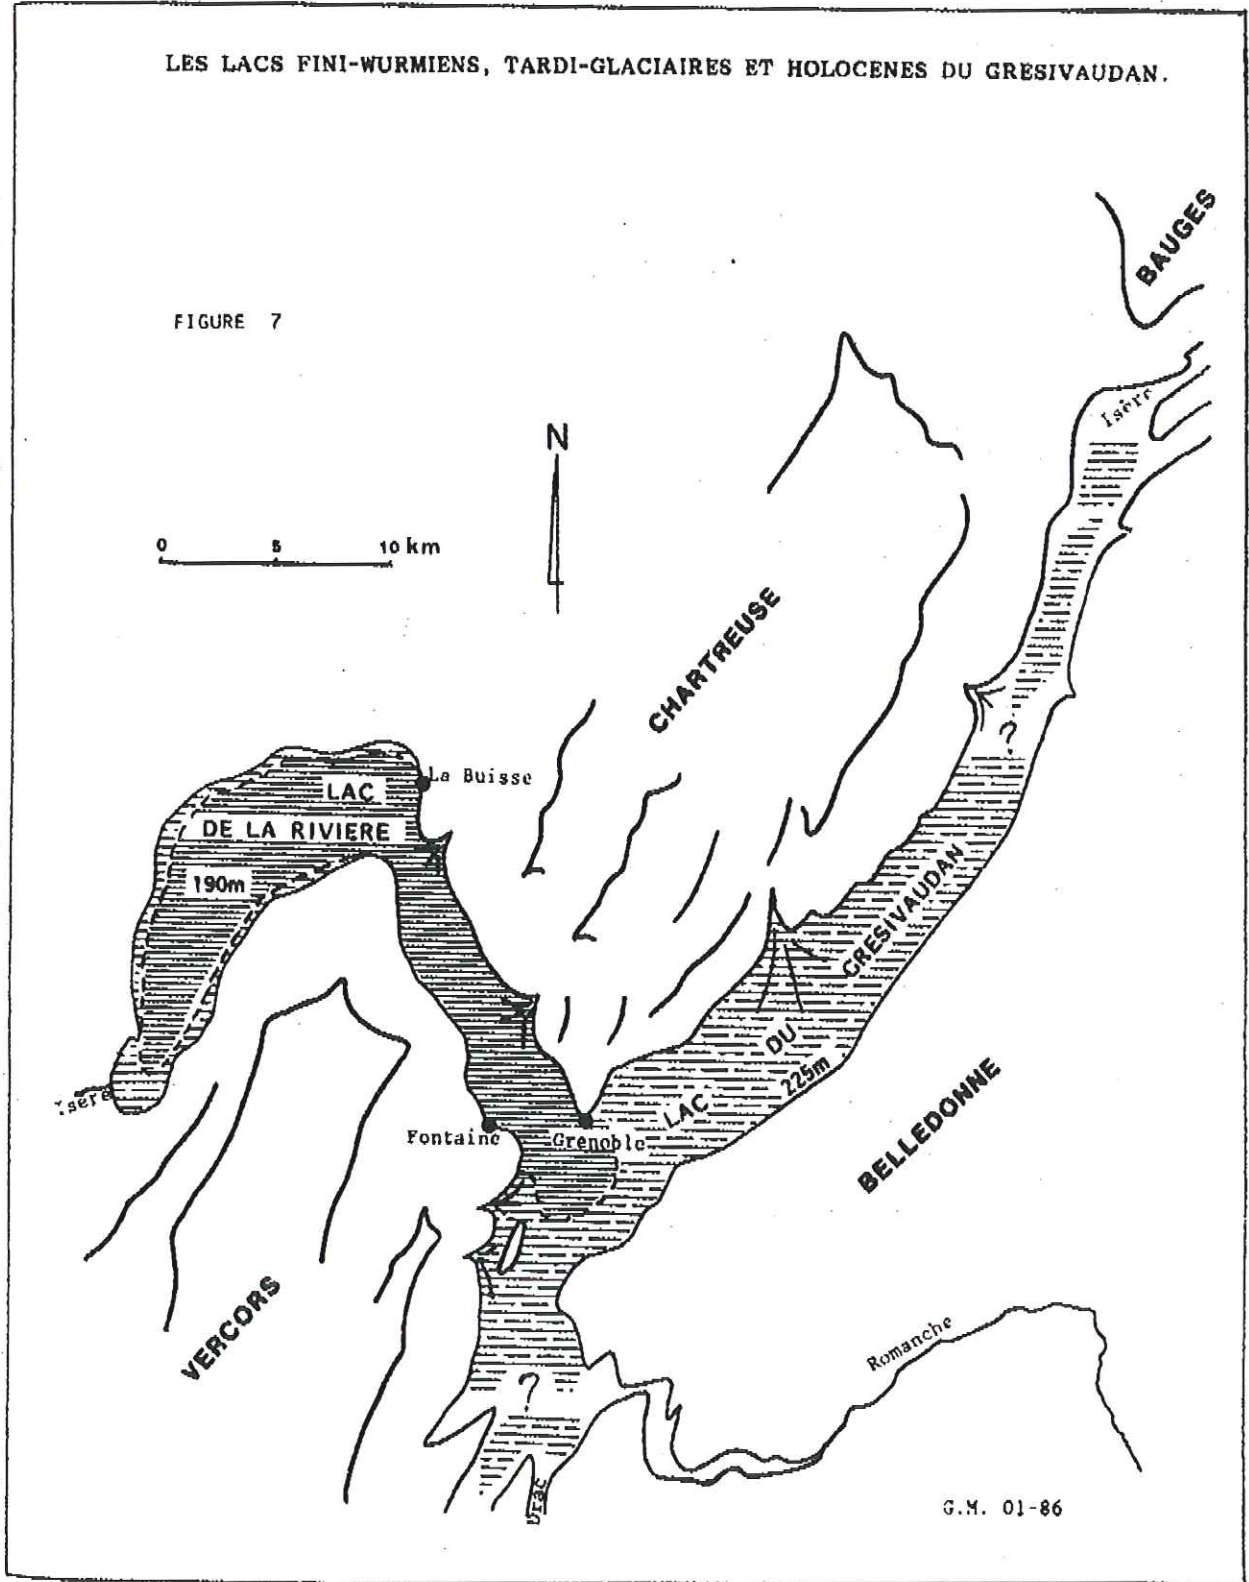 LES LACS FINI-WURMIENS, TARDI-GLACIAIRES ET HOLOCENES DU GRESIVAUDAN.
BAUGES
FIGURE 7
Isère
N
0 5 10 km
CHARTREUSE
?
La Buisse
LAC
DE LA RIVIERE
190m
LAC DU GRESIVAUDAN
225m
Isère
Fontaine
Grenoble
BELLEDONNE
VERCORS
Romanche
?
Drac
G.M. 01-86